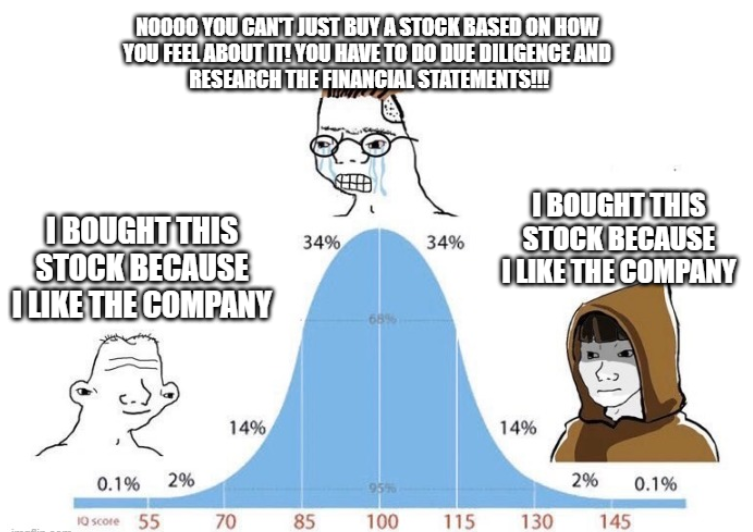 NOOOO YOU CAN'T JUST BUY A STOCK BASED ON HOW
YOU FEEL ABOUT IT! YOU HAVE TO DO DUE DILIGENCE AND
RESEARCH THE FINANCIAL STATEMENTS!!!
I BOUGHT THIS
STOCK BECAUSE
I LIKE THE COMPANY
I BOUGHT THIS
STOCK BECAUSE
I LIKE THE COMPANY
34% 34%
68%
14% 14%
0.1% 2% 95% 2% 0.1%
IQ score 55 70 85 100 115 130 145